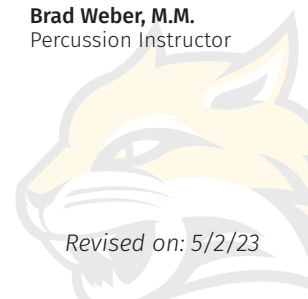 Brad Weber, M.M.
Percussion Instructor
Revised on: 5/2/23